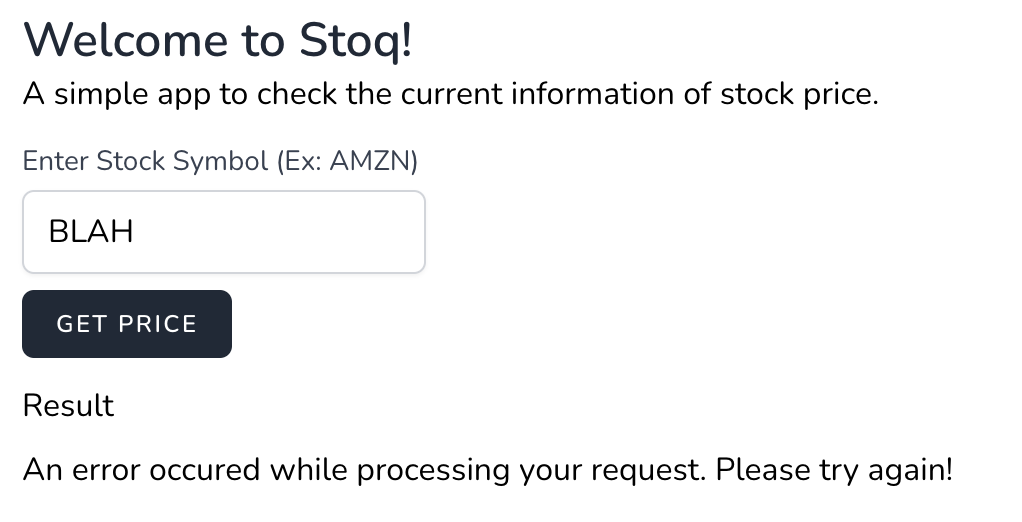 Welcome to Stoq!
A simple app to check the current information of stock price.
Enter Stock Symbol (Ex: AMZN)
BLAH
GET PRICE
Result
An error occured while processing your request. Please try again!